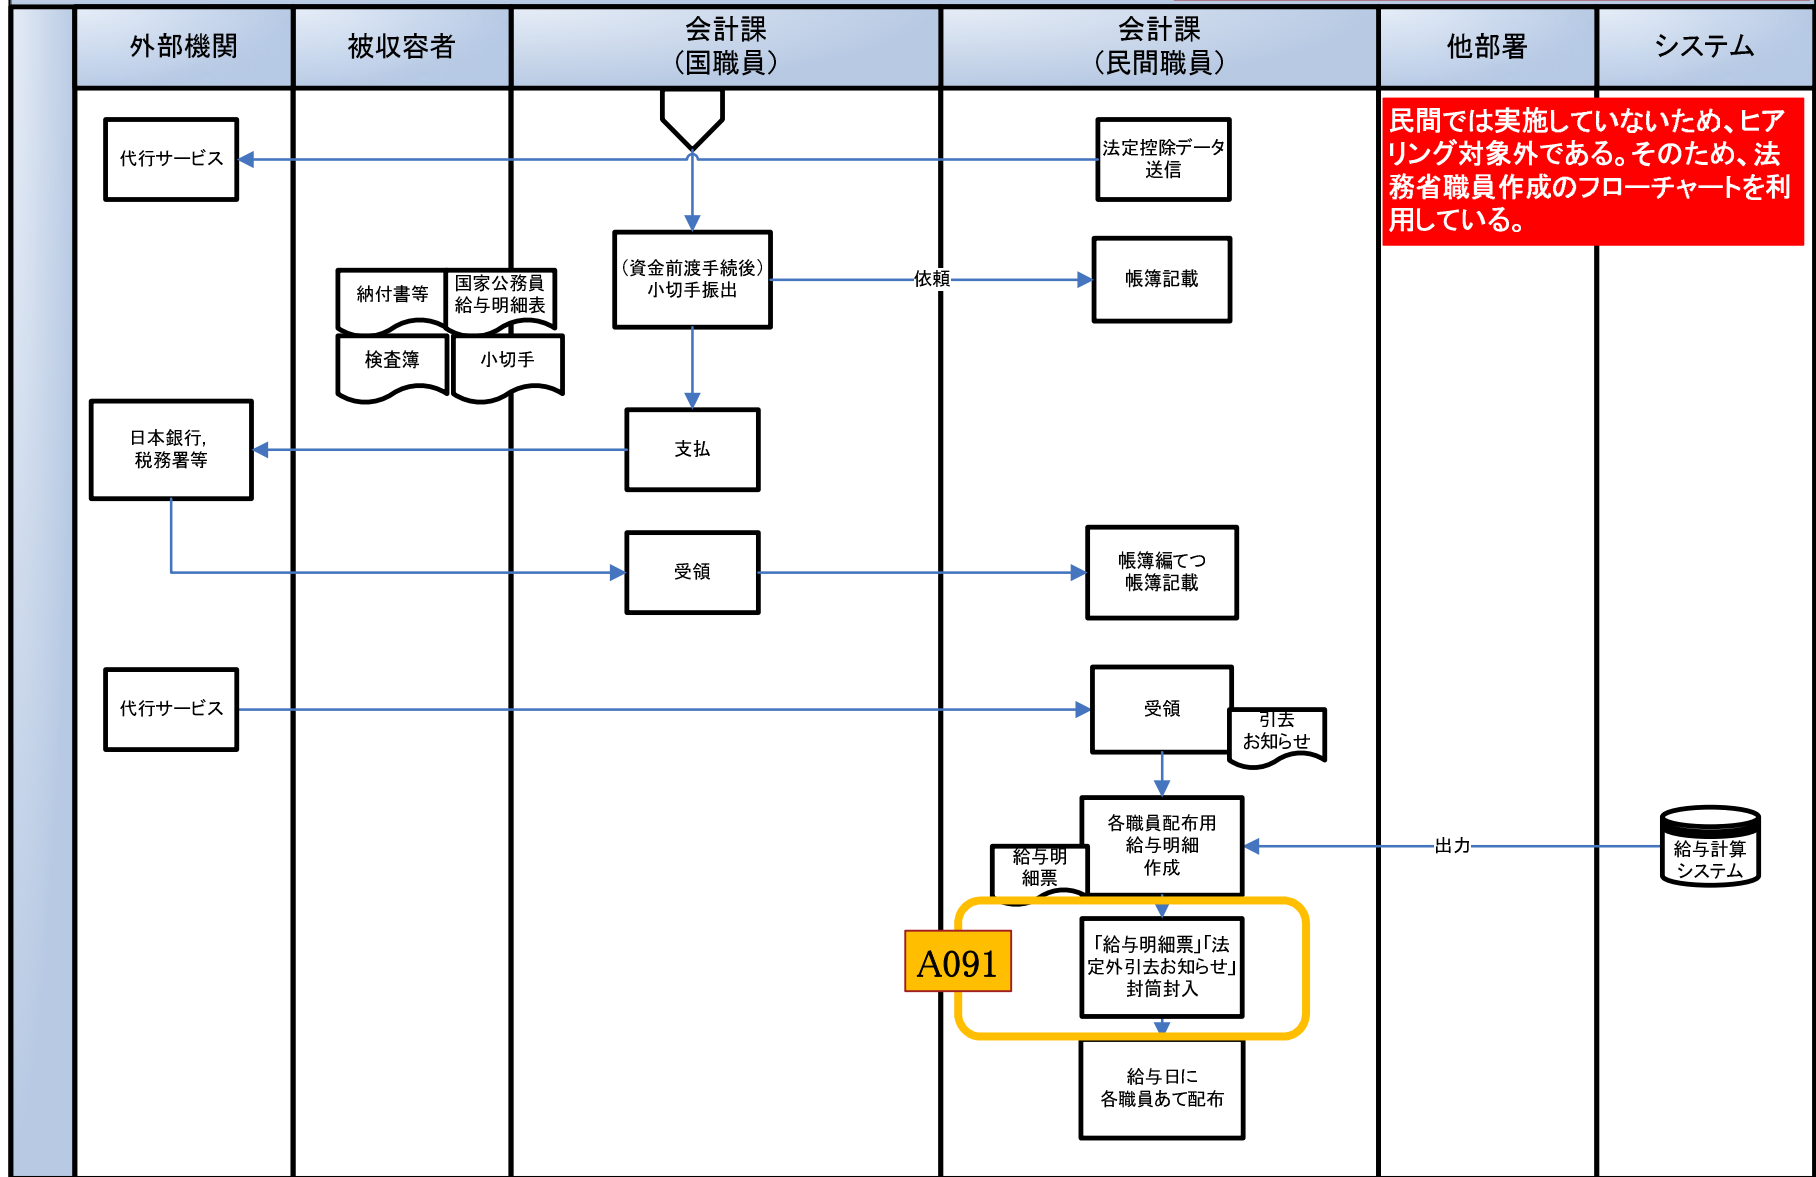 外部機関
被収容者
会計課
（国職員）
会計課
（民間職員）
他部署
システム
民間では実施していないため、ヒア
リング対象外である。そのため、法
務省職員作成のフローチャートを利
用している。
代行サービス
法定控除データ
送信
（資金前渡手続後）
小切手振出
依頼
帳簿記載
納付書等
国家公務員
給与明細表
検査簿
小切手
日本銀行，
税務署等
支払
受領
帳簿編てつ
帳簿記載
代行サービス
受領
引去
お知らせ
各職員配布用
給与明細
作成
給与明
細票
出力
給与計算
システム
A091
「給与明細票」「法
定外引去お知らせ」
封筒封入
給与日に
各職員あて配布